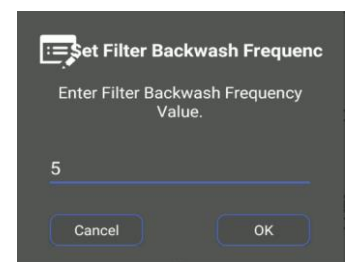 Set Filter Backwash Frequenc
Enter Filter Backwash Frequency
Value.
5
Cancel
OK